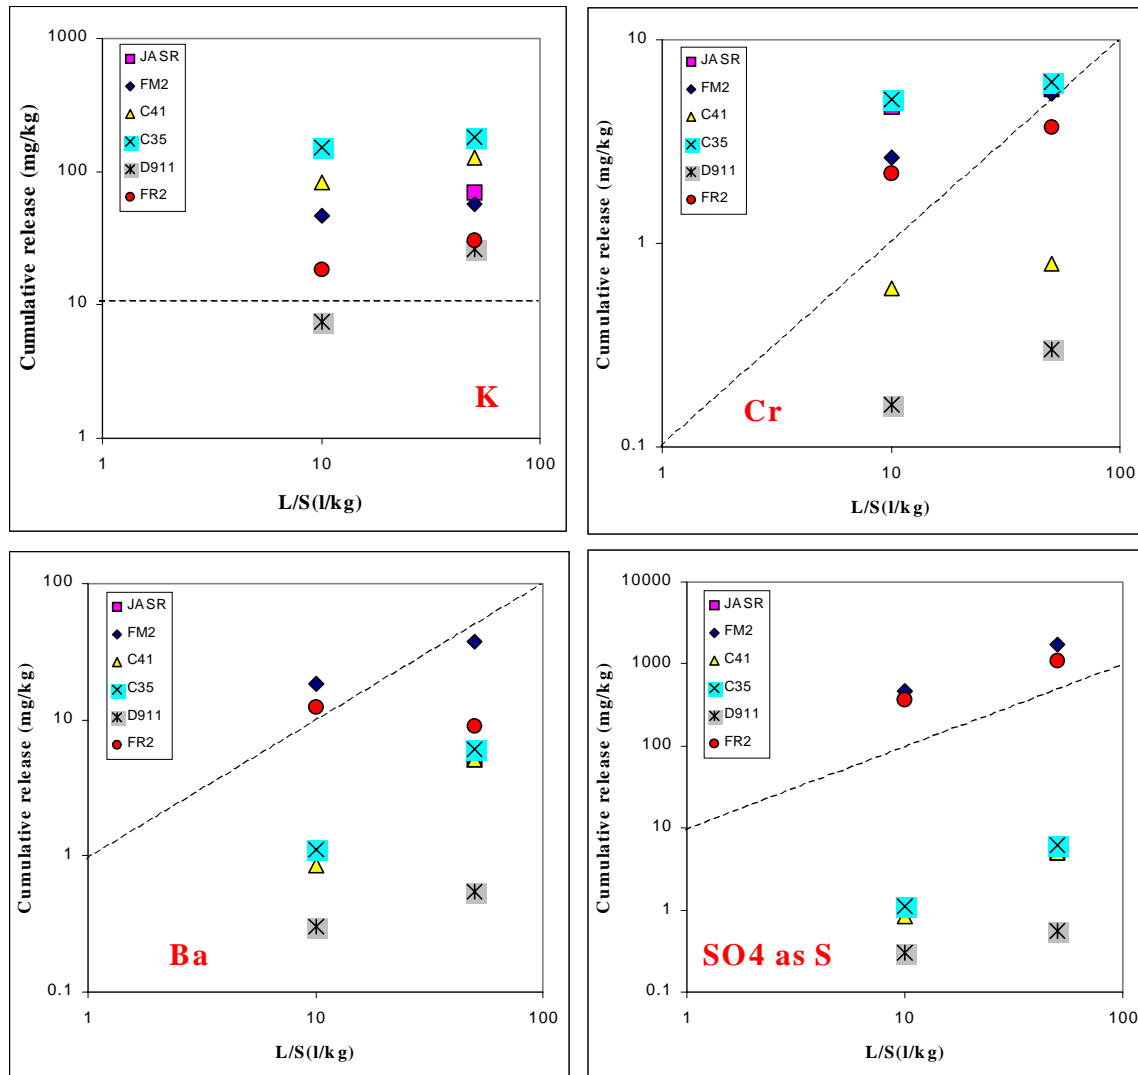 Cumulative release (mg/kg)
1000
100
10
1
JASR
FM2
C41
C35
D911
FR2
K
1 10 100
L/S(l/kg)
Cumulative release (mg/kg)
10
1
0.1
JASR
FM2
C41
C35
D911
FR2
Cr
1 10 100
L/S(l/kg)
Cumulative release (mg/kg)
100
10
1
0.1
JASR
FM2
C41
C35
D911
FR2
Ba
1 10 100
L/S(l/kg)
Cumulative release (mg/kg)
10000
1000
100
10
1
0.1
JASR
FM2
C41
C35
D911
FR2
SO4 as S
1 10 100
L/S(l/kg)